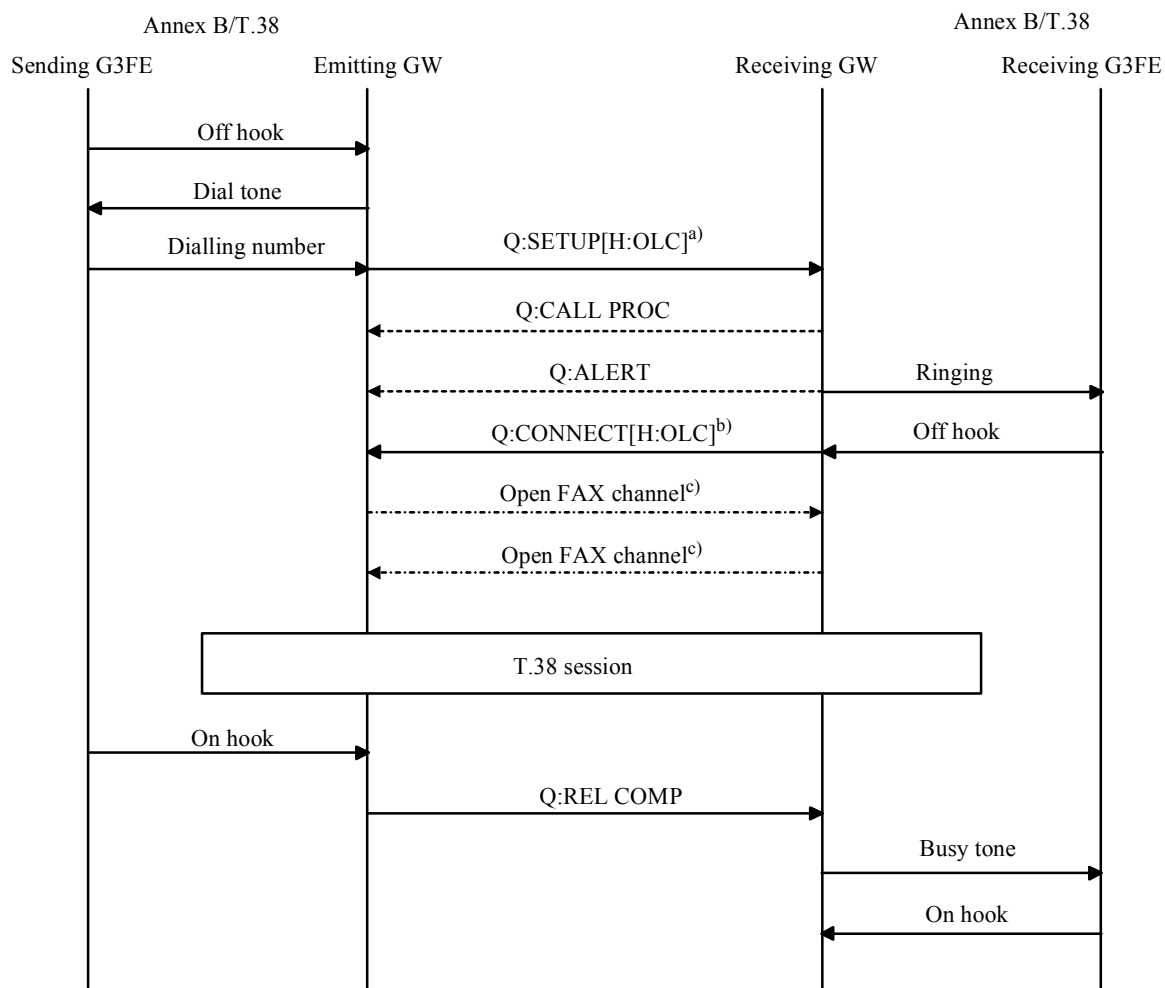 Annex B/T.38
Annex B/T.38
Sending G3FE
Emitting GW
Receiving GW
Receiving G3FE
Off hook
Dial tone
Dialling number
Q:SETUP[H:OLC]a)
Q:CALL PROC
Q:ALERT
Ringing
Q:CONNECT[H:OLC]b)
Off hook
Open FAX channelc)
Open FAX channelc)
T.38 session
On hook
Q:REL COMP
Busy tone
On hook